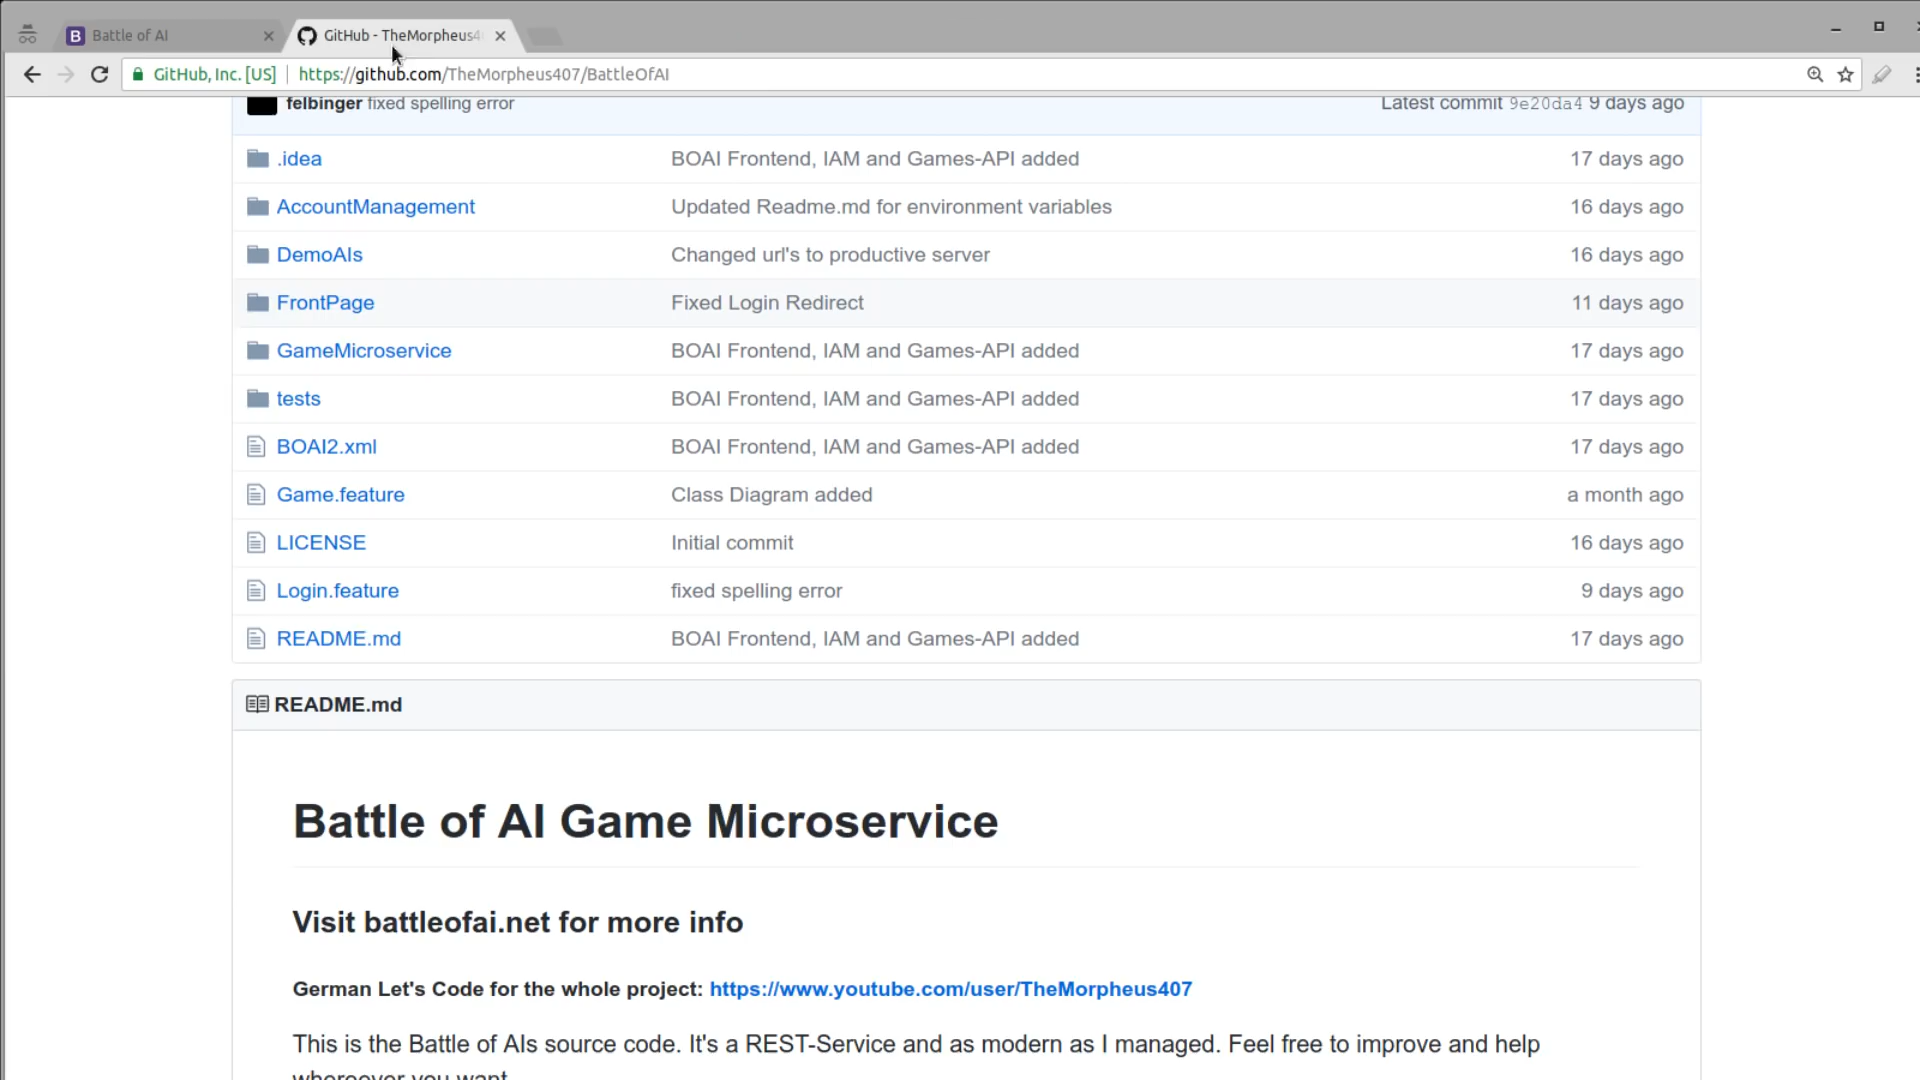 Battle of AI
GitHub - TheMorpheus4
GitHub, Inc. [US] https://github.com/TheMorpheus407/BattleOfAI
felbinger fixed spelling error Latest commit 9e20da4 9 days ago
.idea BOAI Frontend, IAM and Games-API added 17 days ago
AccountManagement Updated Readme.md for environment variables 16 days ago
DemoAIs Changed url's to productive server 16 days ago
FrontPage Fixed Login Redirect 11 days ago
GameMicroservice BOAI Frontend, IAM and Games-API added 17 days ago
tests BOAI Frontend, IAM and Games-API added 17 days ago
BOAI2.xml BOAI Frontend, IAM and Games-API added 17 days ago
Game.feature Class Diagram added a month ago
LICENSE Initial commit 16 days ago
Login.feature fixed spelling error 9 days ago
README.md BOAI Frontend, IAM and Games-API added 17 days ago
README.md
Battle of AI Game Microservice
Visit battleofai.net for more info
German Let's Code for the whole project: https://www.youtube.com/user/TheMorpheus407
This is the Battle of AIs source code. It's a REST-Service and as modern as I managed. Feel free to improve and help
you want